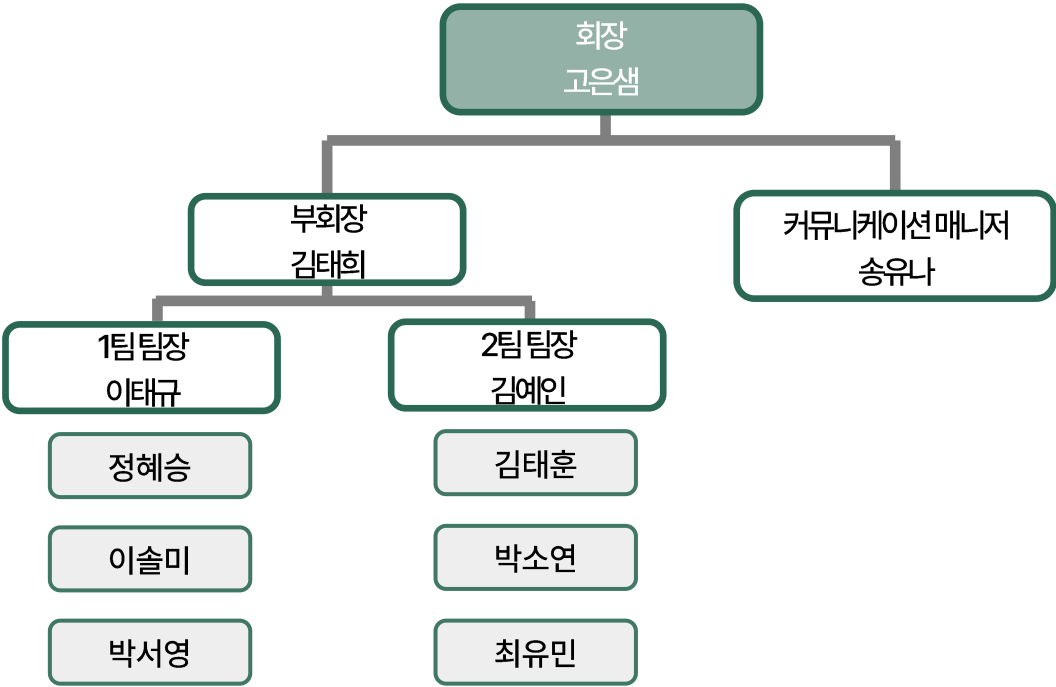 회장
고은샘
부회장
김태희
커뮤니케이션 매니저
송유나
1팀 팀장
이태규
2팀 팀장
김예인
정혜승
김태훈
이솔미
박소연
박서영
최유민